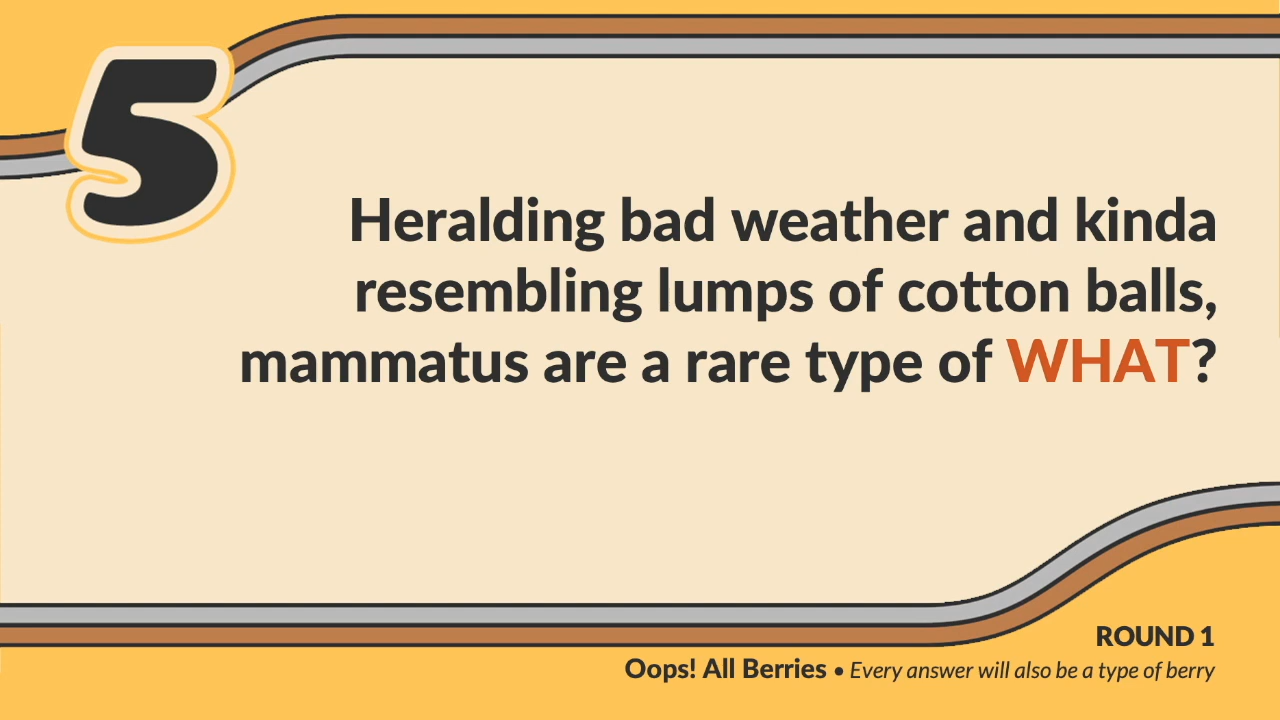 5
Heralding bad weather and kinda
resembling lumps of cotton balls,
mammatus are a rare type of WHAT?
ROUND 1
Oops! All Berries • Every answer will also be a type of berry